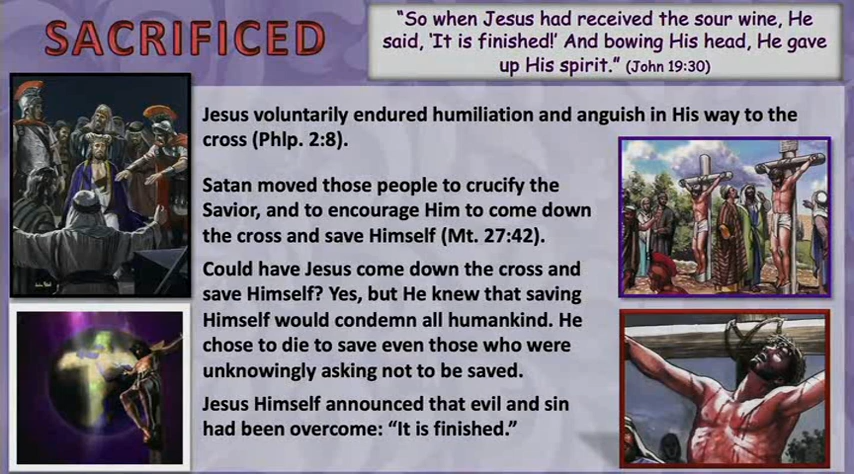 SACRIFICED
“So when Jesus had received the sour wine, He
said, ‘It is finished!’ And bowing His head, He gave
up His spirit.” (John 19:30)
Jesus voluntarily endured humiliation and anguish in His way to the
cross (Phlp. 2:8).
Satan moved those people to crucify the
Savior, and to encourage Him to come down
the cross and save Himself (Mt. 27:42).
Could have Jesus come down the cross and
save Himself? Yes, but He knew that saving
Himself would condemn all humankind. He
chose to die to save even those who were
unknowingly asking not to be saved.
Jesus Himself announced that evil and sin
had been overcome: “It is finished.”